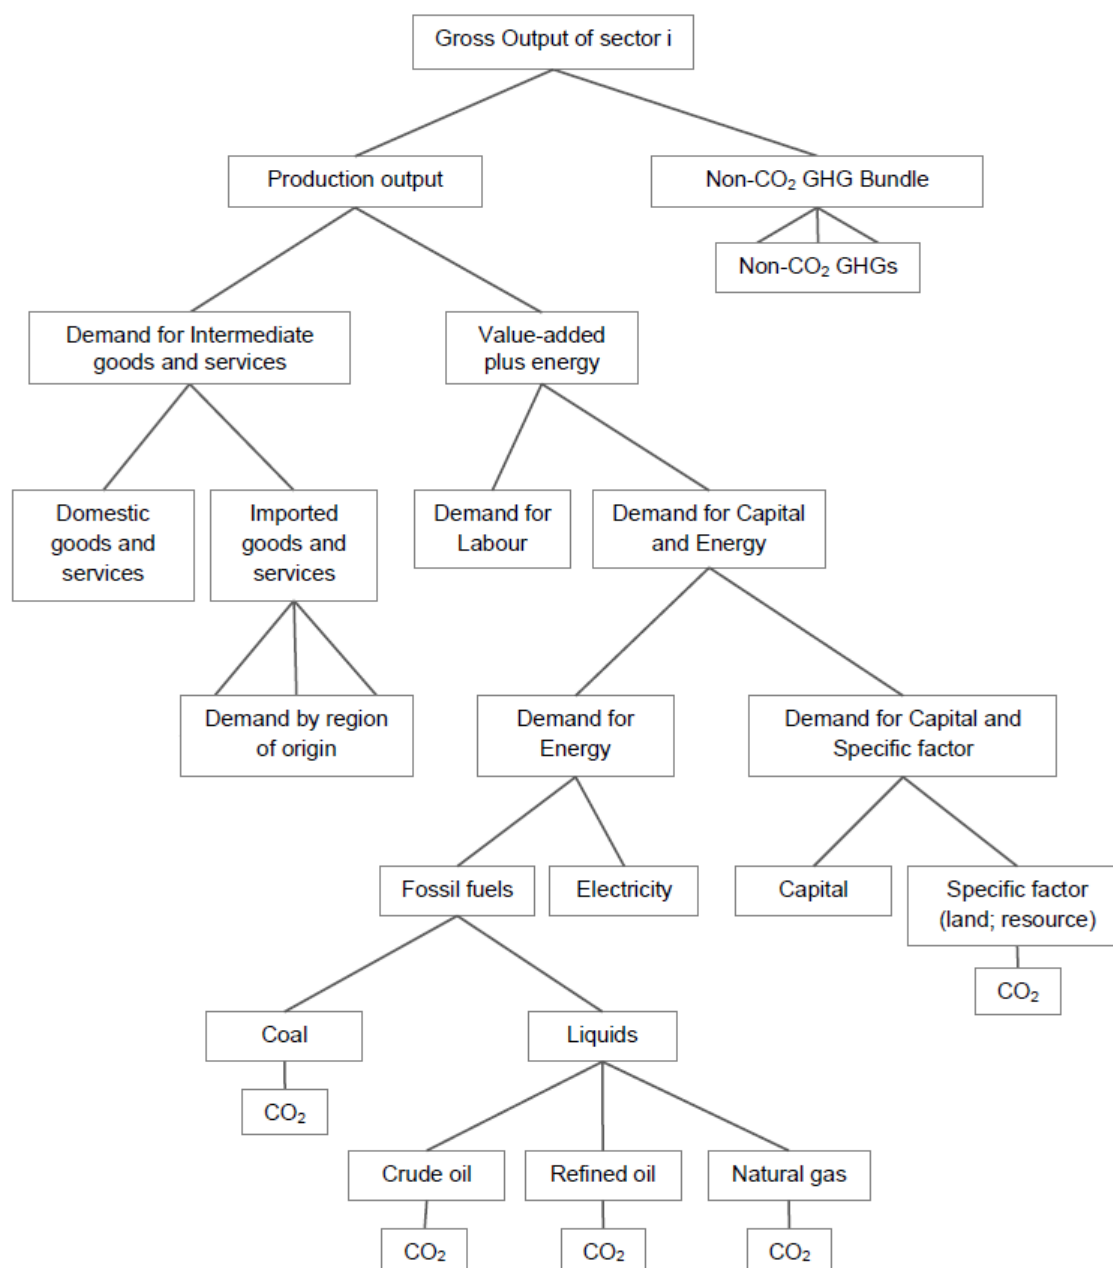 Gross Output of sector i
Production output
Non-CO₂ GHG Bundle
Non-CO₂ GHGs
Demand for Intermediate
goods and services
Value-added
plus energy
Domestic
goods and
services
Imported
goods and
services
Demand for
Labour
Demand for Capital
and Energy
Demand by region
of origin
Demand for
Energy
Demand for Capital and
Specific factor
Fossil fuels
Electricity
Capital
Specific factor
(land; resource)
CO₂
Coal
Liquids
CO₂
Crude oil
Refined oil
Natural gas
CO₂
CO₂
CO₂